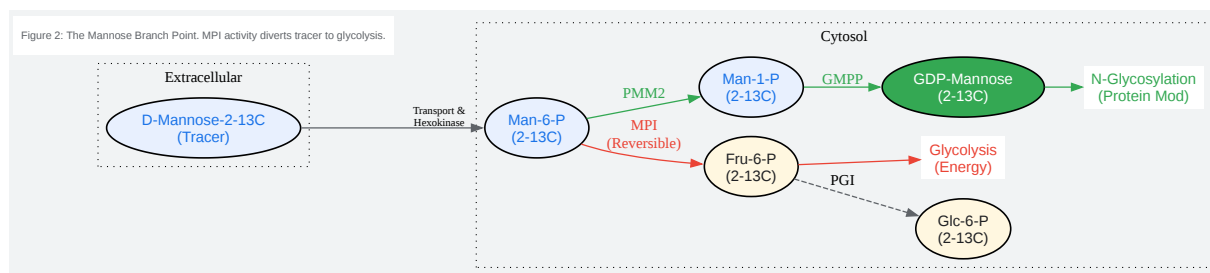 Figure 2: The Mannose Branch Point. MPI activity diverts tracer to glycolysis.
Extracellular
D-Mannose-2-13C
(Tracer)
Transport &
Hexokinase
Cytosol
Man-6-P
(2-13C)
PMM2
Man-1-P
(2-13C)
GMPP
GDP-Mannose
(2-13C)
N-Glycosylation
(Protein Mod)
MPI
(Reversible)
Fru-6-P
(2-13C)
Glycolysis
(Energy)
PGI
Glc-6-P
(2-13C)